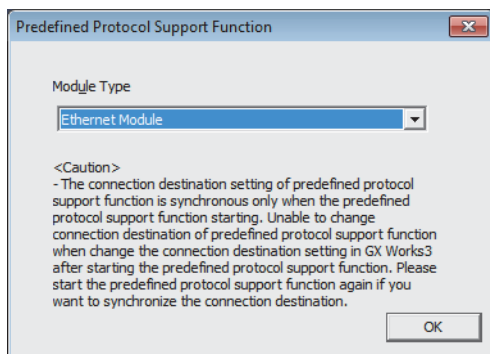 Predefined Protocol Support Function
Module Type
Ethernet Module
<Caution>
- The connection destination setting of predefined protocol
support function is synchronous only when the predefined
protocol support function starting. Unable to change
connection destination of predefined protocol support function
when change the connection destination setting in GX Works3
after starting the predefined protocol support function. Please
start the predefined protocol support function again if you
want to synchronize the connection destination.
OK